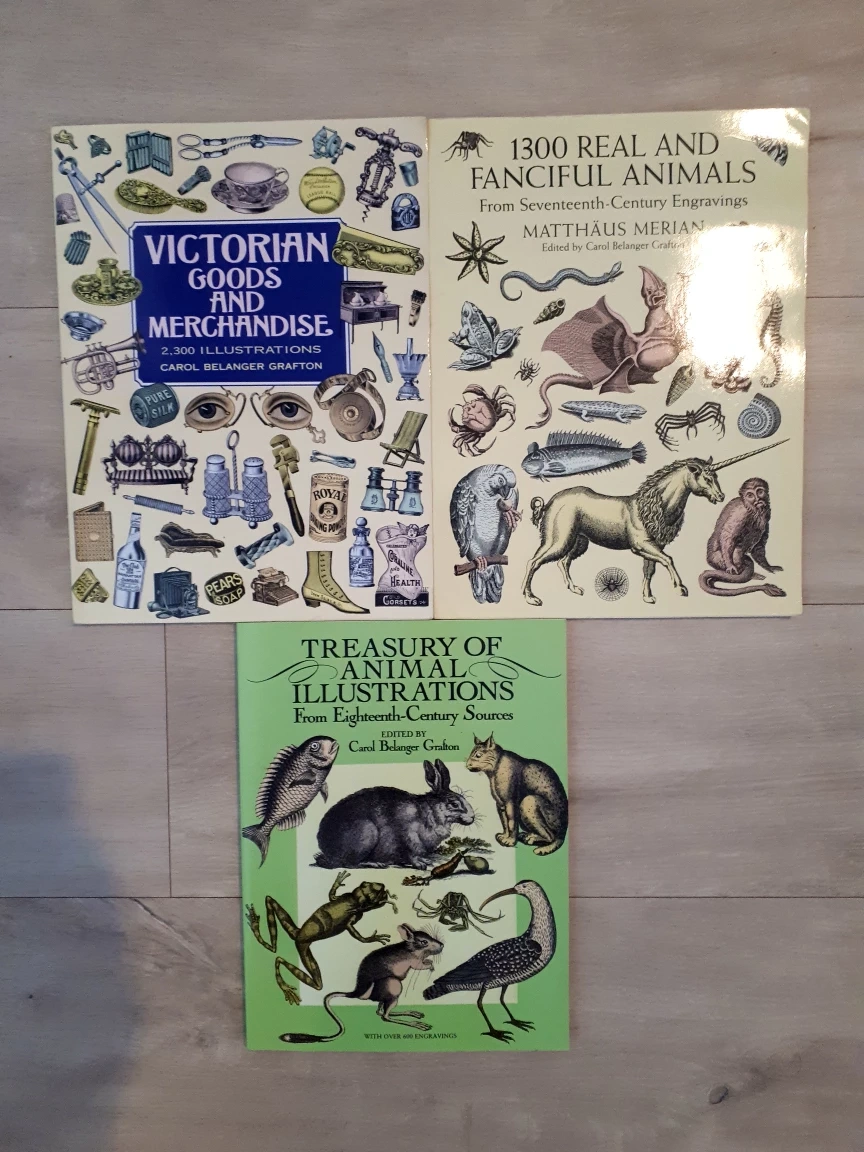 VICTORIAN
GOODS
AND
MERCHANDISE
2,300 ILLUSTRATIONS
CAROL BELANGER GRAFTON
PURE
SILK
ROYAL
PEARS
SOAP
CORALINE
AND
HEALTH
CORSETS
1300 REAL AND
FANCIFUL ANIMALS
From Seventeenth-Century Engravings
MATTHÄUS MERIAN
Edited by Carol Belanger Grafton
TREASURY OF
ANIMAL
ILLUSTRATIONS
From Eighteenth-Century Sources
EDITED BY
Carol Belanger Grafton
WITH OVER 600 ENGRAVINGS